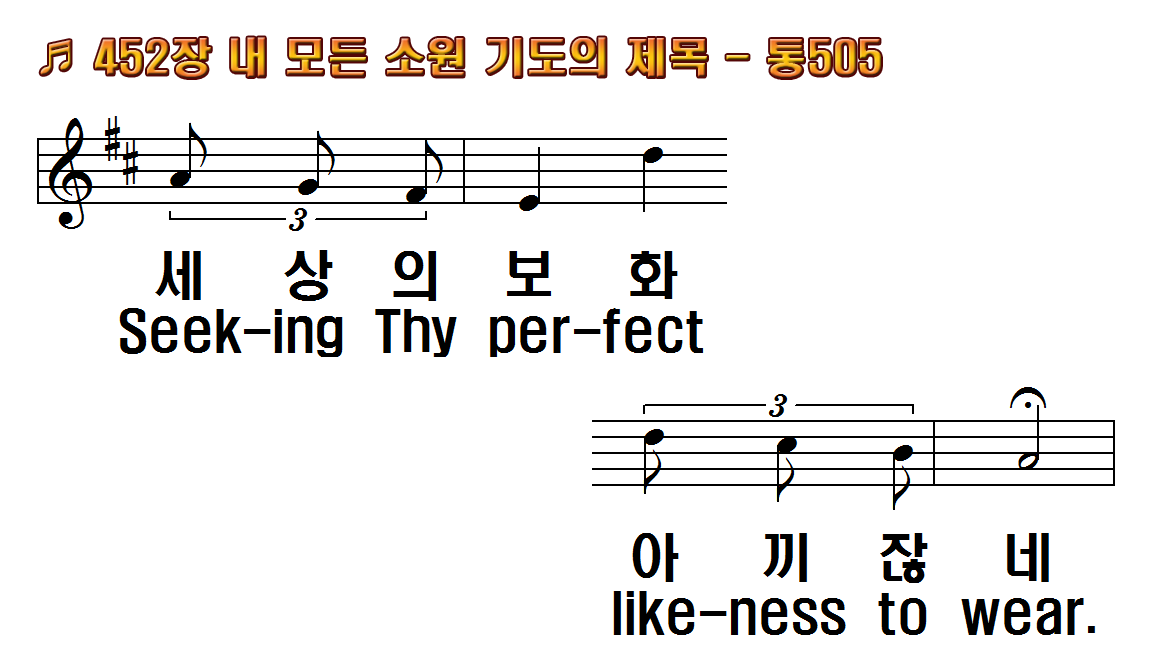 ♬ 452장 내 모든 소원 기도의 제목 - 통505
3
세 상 의 보 화
Seek-ing Thy per-fect
3
아 끼 잖 네
like-ness to wear.